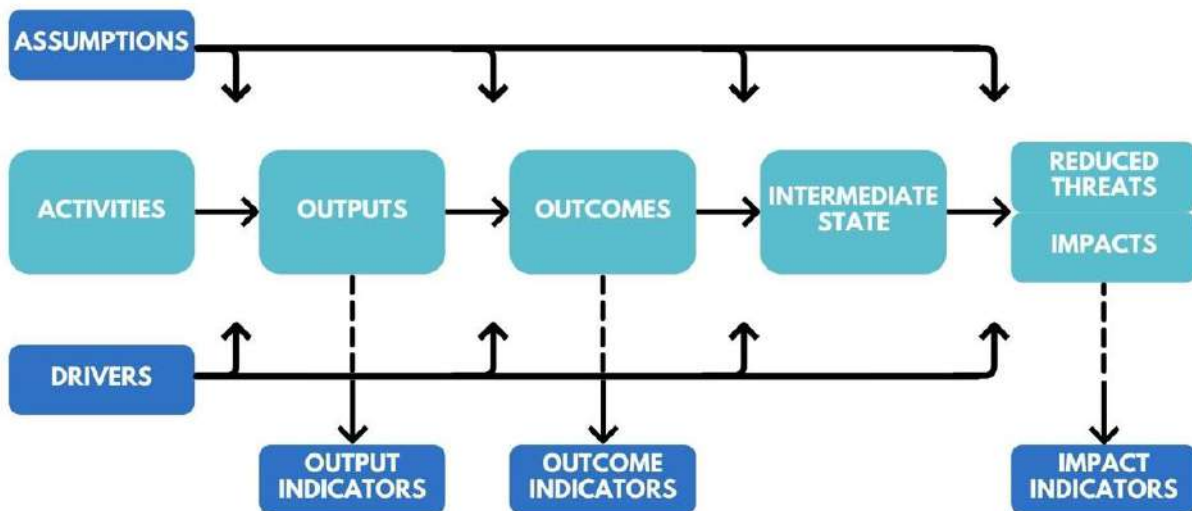 ASSUMPTIONS
ACTIVITIES
OUTPUTS
OUTCOMES
INTERMEDIATE
STATE
REDUCED
THREATS
IMPACTS
DRIVERS
OUTPUT
INDICATORS
OUTCOME
INDICATORS
IMPACT
INDICATORS